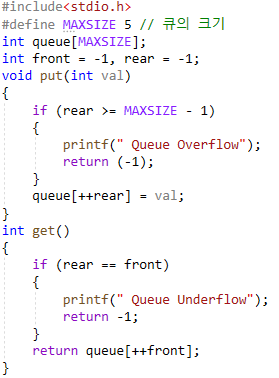 #include<stdio.h>
#define MAXSIZE 5 // 큐의 크기
int queue[MAXSIZE];
int front = -1, rear = -1;
void put(int val)
{
    if (rear >= MAXSIZE - 1)
    {
        printf(" Queue Overflow");
        return (-1);
    }
    queue[++rear] = val;
}
int get()
{
    if (rear == front)
    {
        printf(" Queue Underflow");
        return -1;
    }
    return queue[++front];
}